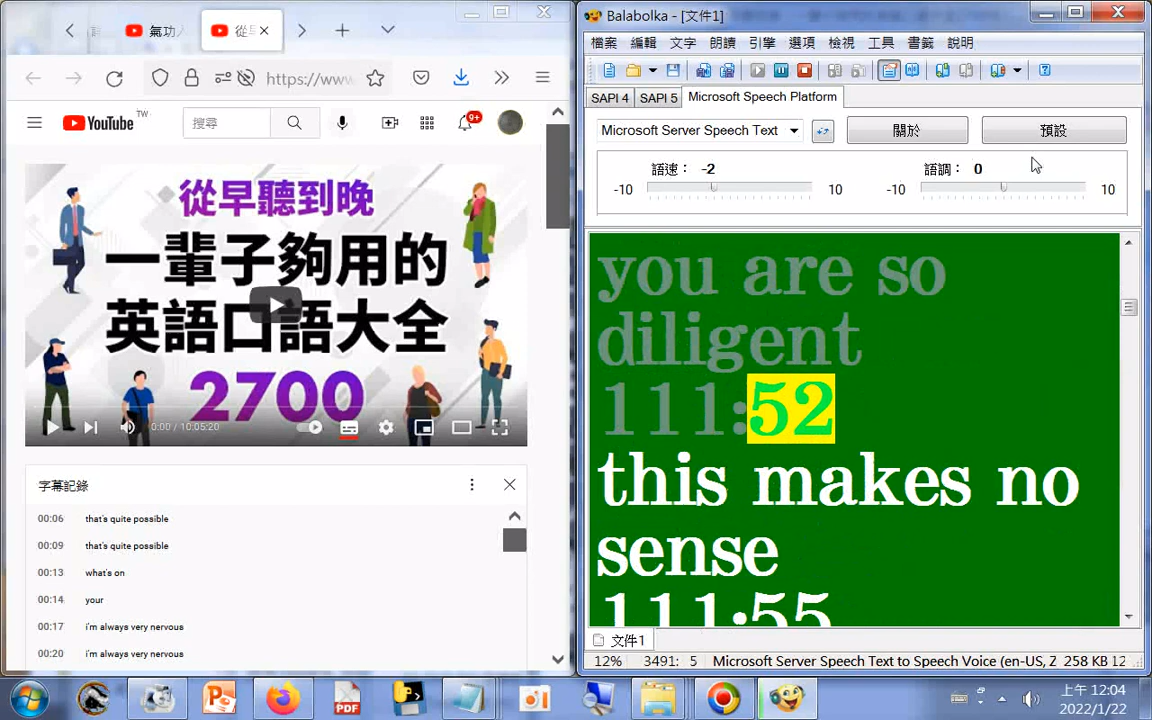 從
https://www
YouTube TW
搜尋
9+
從早聽到晚
一輩子夠用的
英語口語大全
2700
0:00 / 10:05:20
字幕記錄
00:06 that's quite possible
00:09 that's quite possible
00:13 what's on
00:14 your
00:17 i'm always very nervous
00:20 i'm always very nervous
Balabolka - [文件1]
檔案 編輯 文字 朗讀 引擎 選項 檢視 工具 書籤 說明
SAPI 4 SAPI 5 Microsoft Speech Platform
Microsoft Server Speech Text 關於 預設
語速： -2 語調： 0
-10 10 -10 10
you are so
diligent
111:52
this makes no
sense
111:55
文件1
12% 3491: 5 Microsoft Server Speech Text to Speech Voice (en-US, Z 258 KB 12
PDF
上午 12:04
2022/1/22